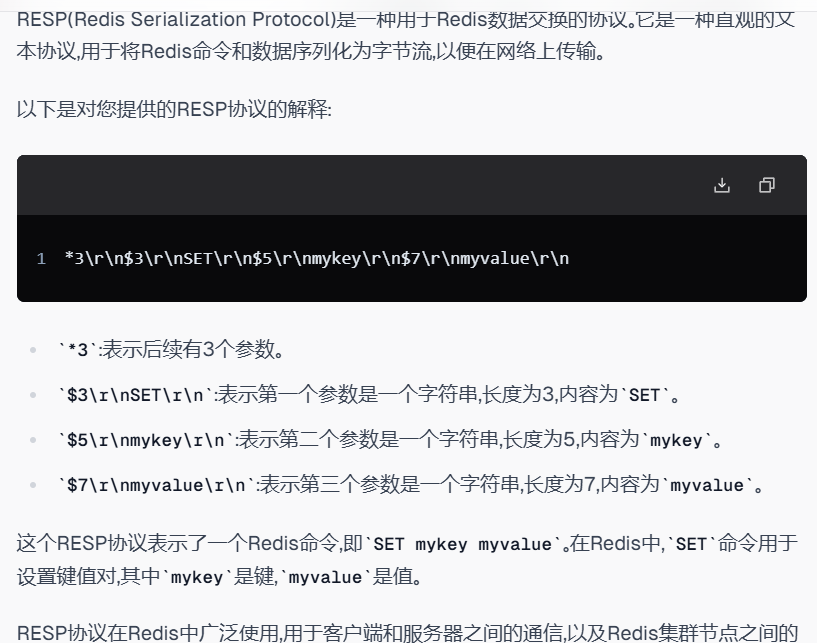 RESP(Redis Serialization Protocol)是一种用于Redis数据交换的协议。它是一种直观的文
本协议,用于将Redis命令和数据序列化为字节流,以便在网络上传输。
以下是对您提供的RESP协议的解释:
1 *3\r\n$3\r\nSET\r\n$5\r\nmykey\r\n$7\r\nmyvalue\r\n
`*3`:表示后续有3个参数。
`$3\r\nSET\r\n`:表示第一个参数是一个字符串,长度为3,内容为`SET`。
`$5\r\nmykey\r\n`:表示第二个参数是一个字符串,长度为5,内容为`mykey`。
`$7\r\nmyvalue\r\n`:表示第三个参数是一个字符串,长度为7,内容为`myvalue`。
这个RESP协议表示了一个Redis命令,即`SET mykey myvalue`。在Redis中,`SET`命令用于
设置键值对,其中`mykey`是键,`myvalue`是值。
RESP协议在Redis中广泛使用,用于客户端和服务器之间的通信,以及Redis集群节点之间的